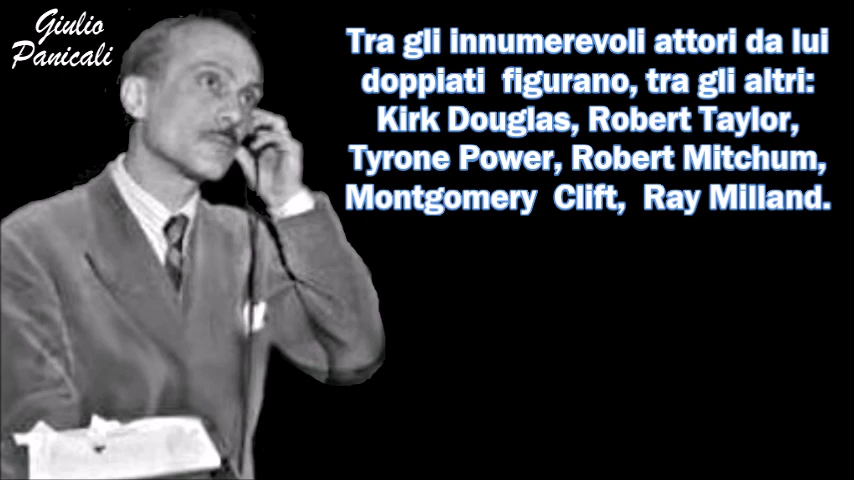 Giulio
Panicali
Tra gli innumerevoli attori da lui
doppiati figurano, tra gli altri:
Kirk Douglas, Robert Taylor,
Tyrone Power, Robert Mitchum,
Montgomery Clift, Ray Milland.